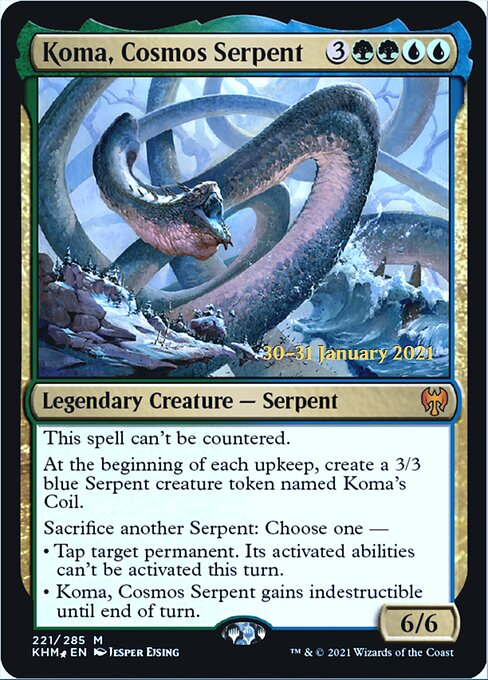 Koma, Cosmos Serpent 3
30–31 January 2021
Legendary Creature — Serpent
This spell can't be countered.
At the beginning of each upkeep, create a 3/3
blue Serpent creature token named Koma's
Coil.
Sacrifice another Serpent: Choose one —
• Tap target permanent. Its activated abilities
can't be activated this turn.
• Koma, Cosmos Serpent gains indestructible
until end of turn.
6/6
221/285 M
KHM EN Jesper Ejsing
™ & © 2021 Wizards of the Coast